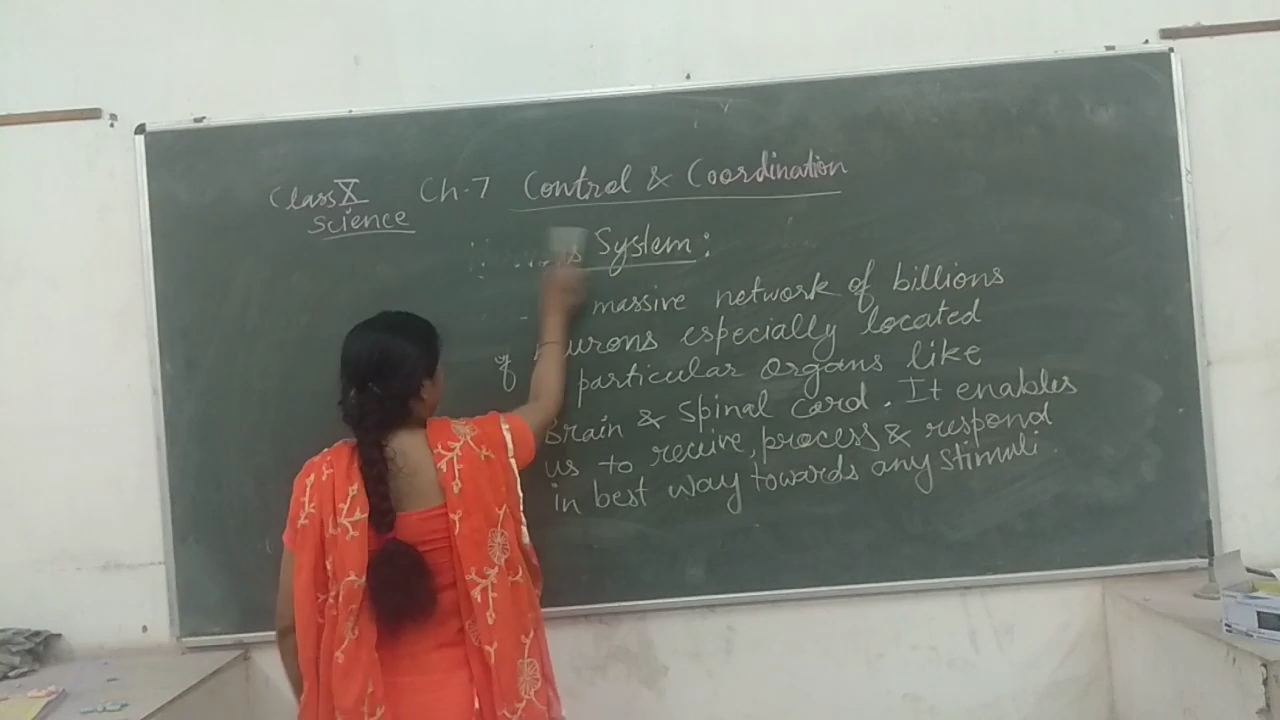 Class X Ch-7 Control & Coordination
Science
System:
massive network of billions
of neurons especially located
particular organs like
Brain & Spinal cord. It enables
us to receive, process & respond
in best way towards any stimuli.